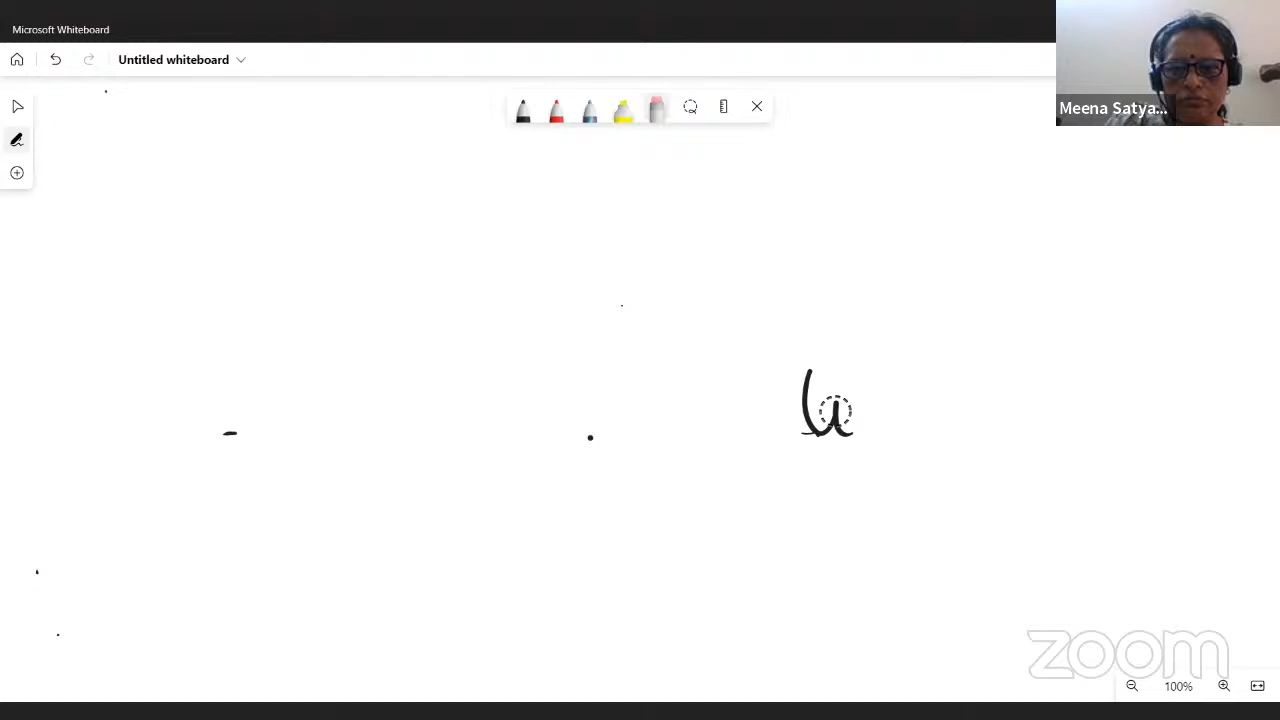 Microsoft Whiteboard
Untitled whiteboard
Meena Satya...
zoom
100%